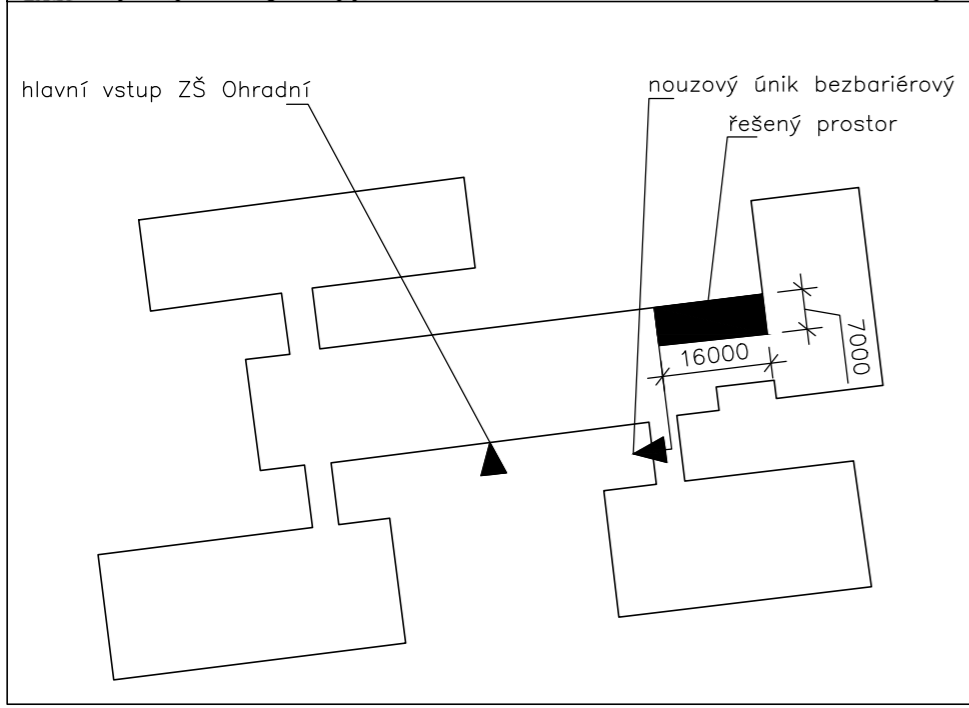 hlavní vstup ZŠ Ohradní
nouzový únik bezbariérový
řešený prostor
16000
7000